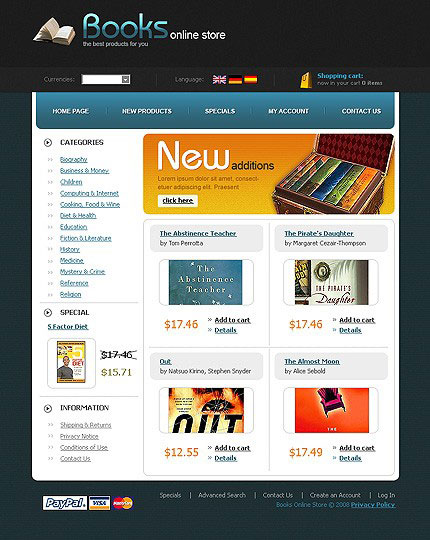 Books online store
the best products for you
Currencies:
Language:
Shopping cart:
now in your cart 0 items
HOME PAGE
NEW PRODUCTS
SPECIALS
MY ACCOUNT
CONTACT US
CATEGORIES
Biography
Business & Money
Children
Computing & Internet
Cooking, Food & Wine
Diet & Health
Education
Fiction & Literature
History
Medicine
Mystery & Crime
Reference
Religion
SPECIAL
S Factor Diet
DIET
$17.46
$15.71
INFORMATION
Shipping & Returns
Privacy Notice
Conditions of Use
Contact Us
New additions
Lorem ipsum dolor sit amet, consect-
etuer adipiscing elit. Praesent
click here
The Abstinence Teacher
by Tom Perrotta
The
Abstinence
Teacher
$17.46
Add to cart
Details
The Pirate's Daughter
by Margaret Cezair-Thompson
THE
PIRATE'S
Daughter
$17.46
Add to cart
Details
Out
by Natsuo Kirino, Stephen Snyder
OUT
$12.55
Add to cart
Details
The Almost Moon
by Alice Sebold
THE
$17.49
Add to cart
Details
PayPal VISA MasterCard
Specials | Advanced Search | Contact Us | Create an Account | Log In
Books Online Store © 2008 Privacy Policy